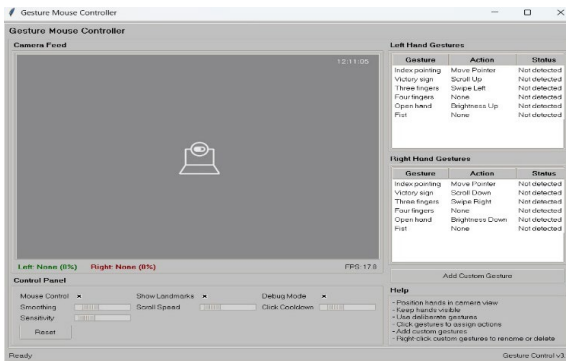 Gesture Mouse Controller
Gesture Mouse Controller
Camera Feed
12:11:05
Left: None (0%) Right: None (0%) FPS: 17.8
Control Panel
Mouse Control Show Landmarks Debug Mode
Smoothing Scroll Speed Click Cooldown
Sensitivity
Reset
Left Hand Gestures
Gesture Action Status
Index pointing Move Pointer Not detected
Victory sign Scroll Up Not detected
Three fingers Swipe Left Not detected
Four fingers None Not detected
Open hand Brightness Up Not detected
Fist None Not detected
Right Hand Gestures
Gesture Action Status
Index pointing Move Pointer Not detected
Victory sign Scroll Down Not detected
Three fingers Swipe Right Not detected
Four fingers None Not detected
Open hand Brightness Down Not detected
Fist None Not detected
Add Custom Gesture
Help
- Position hands in camera view
- Keep hands visible
- Use deliberate gestures
- Click gestures to assign actions
- Add custom gestures
- Right-click custom gestures to rename or delete
Ready Gesture Control v3